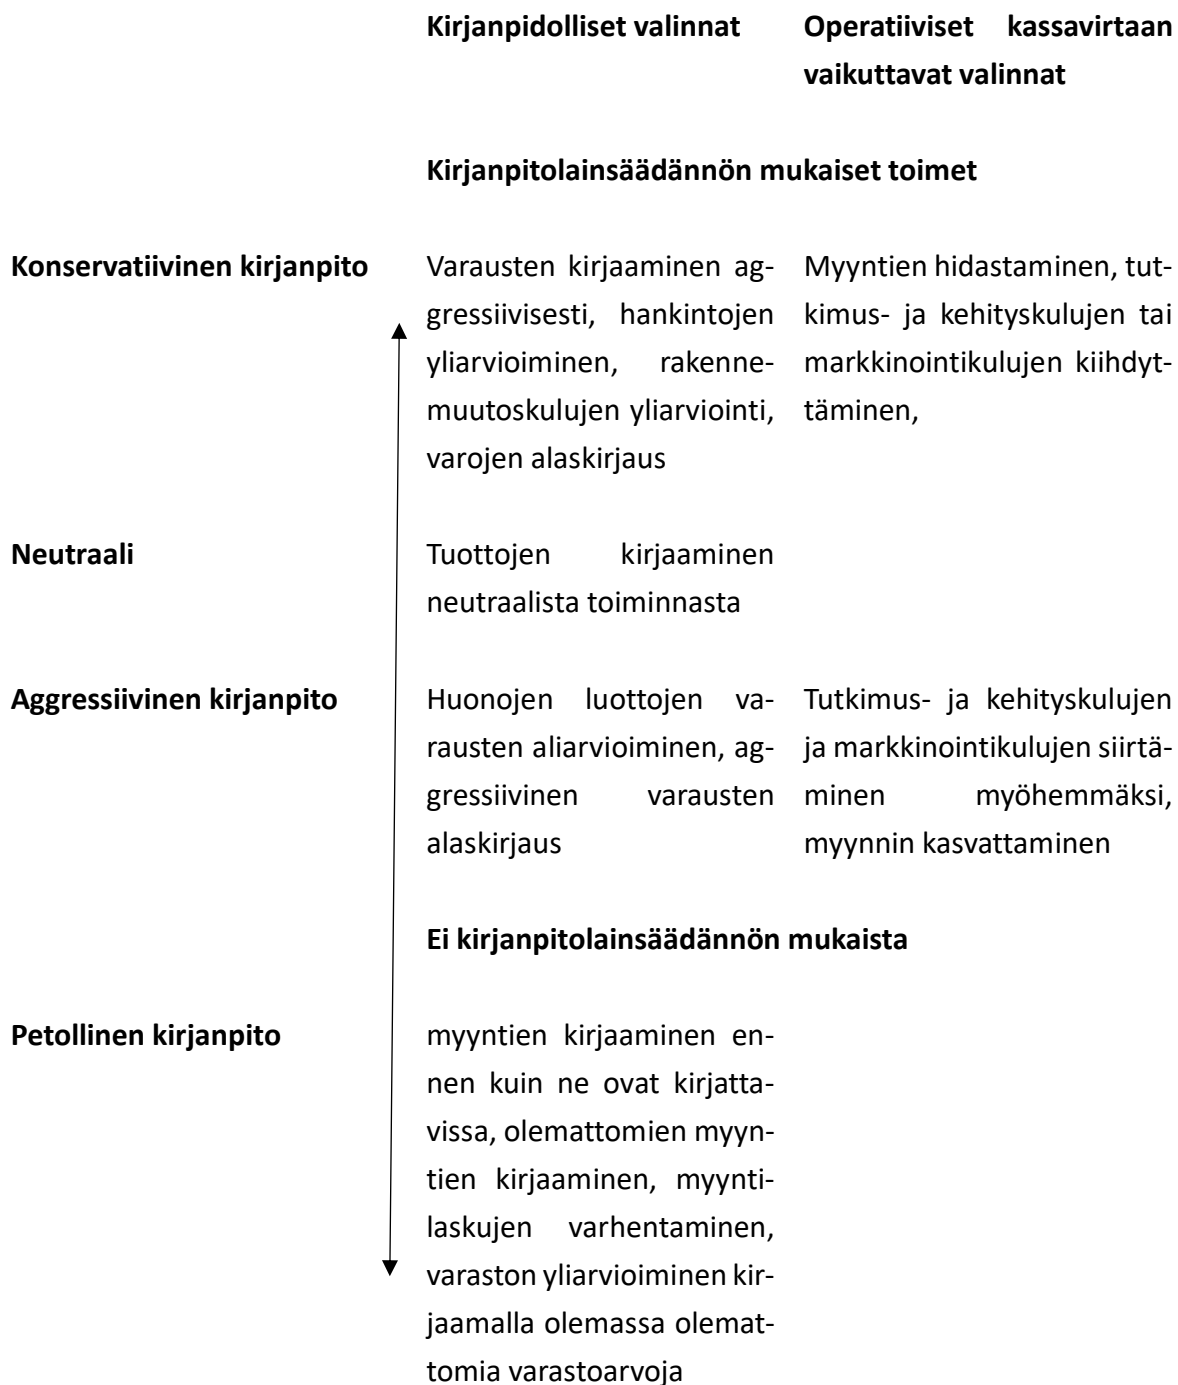 Kirjanpidolliset valinnat
Operatiiviset kassavirtaan
vaikuttavat valinnat
Kirjanpitolainsäädännön mukaiset toimet
Konservatiivinen kirjanpito
Varausten kirjaaminen ag-
gressiivisesti, hankintojen
yliarvioiminen, rakenne-
muutoskulujen yliarviointi,
varojen alaskirjaus
Myyntien hidastaminen, tut-
kimus- ja kehityskulujen tai
markkinointikulujen kiihdyt-
täminen,
Neutraali
Tuottojen kirjaaminen
neutraalista toiminnasta
Aggressiivinen kirjanpito
Huonojen luottojen va-
rausten aliarvioiminen, ag-
gressiivinen varausten
alaskirjaus
Tutkimus- ja kehityskulujen
ja markkinointikulujen siirtä-
minen myöhemmäksi,
myynnin kasvattaminen
Ei kirjanpitolainsäädännön mukaista
Petollinen kirjanpito
myyntien kirjaaminen en-
nen kuin ne ovat kirjatta-
vissa, olemattomien myyn-
tien kirjaaminen, myynti-
laskujen varhentaminen,
varaston yliarvioiminen kir-
jaamalla olemassa olemat-
tomia varastoarvoja